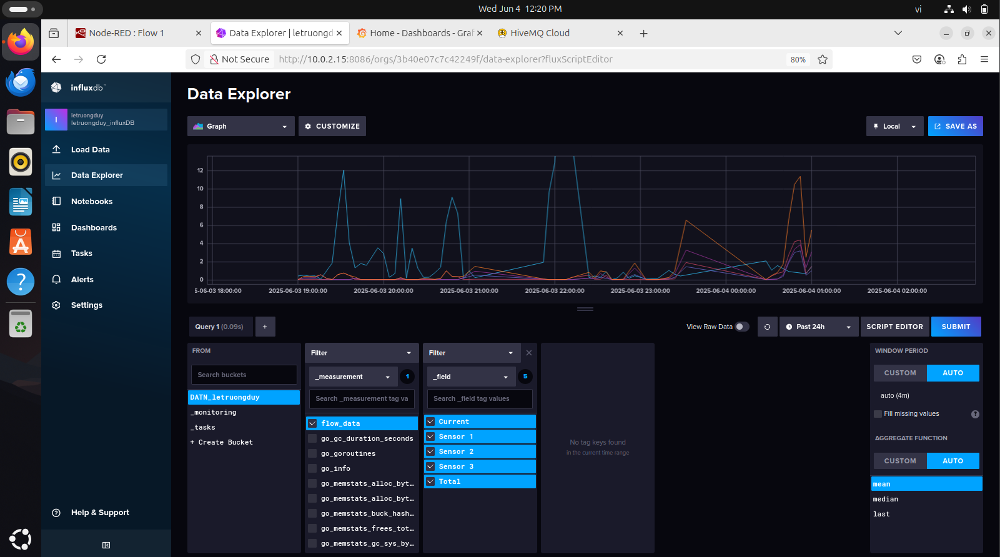 Wed Jun 4 12:20 PM
vi
Node-RED : Flow 1
Data Explorer | letruongd
Home - Dashboards - Graf
HiveMQ Cloud
Not Secure
http://10.0.2.15:8086/orgs/3b40e07c7c42249f/data-explorer?fluxScriptEditor
80%
influxdb™
l
letruongduy
letruongduy_influxDB
Load Data
Data Explorer
Notebooks
Dashboards
Tasks
Alerts
Settings
Help & Support
Data Explorer
Graph
CUSTOMIZE
Local
SAVE AS
12
10
8
6
4
2
0
5-06-03 18:00:00
2025-06-03 19:00:00
2025-06-03 20:00:00
2025-06-03 21:00:00
2025-06-03 22:00:00
2025-06-03 23:00:00
2025-06-04 00:00:00
2025-06-04 01:00:00
2025-06-04 02:00:00
Query 1 (0.09s)
+
View Raw Data
Past 24h
SCRIPT EDITOR
SUBMIT
FROM
Search buckets
DATN_letruongduy
_monitoring
_tasks
+ Create Bucket
Filter
_measurement
1
Search _measurement tag va
flow_data
go_gc_duration_seconds
go_goroutines
go_info
go_memstats_alloc_byt…
go_memstats_alloc_byt…
go_memstats_buck_hash…
go_memstats_frees_tot…
go_memstats_gc_sys_by…
Filter
_field
5
Search _field tag values
Current
Sensor 1
Sensor 2
Sensor 3
Total
No tag keys found
in the current time range
WINDOW PERIOD
CUSTOM
AUTO
auto (4m)
Fill missing values
?
AGGREGATE FUNCTION
CUSTOM
AUTO
mean
median
last